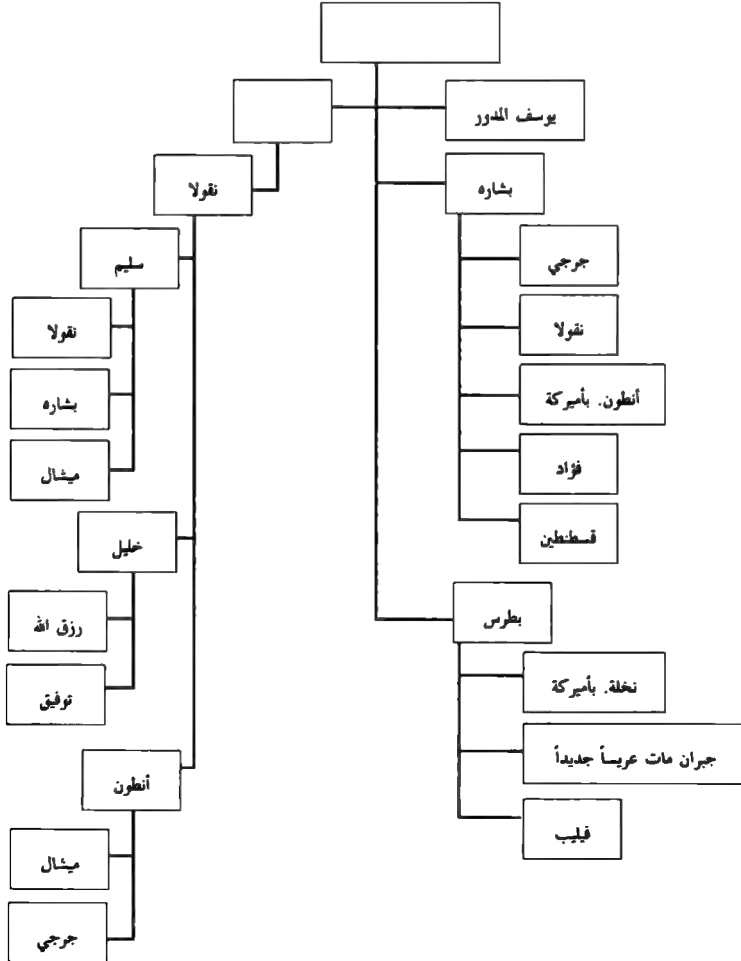 يوسف المدور
بشاره
جرجي
نقولا
أنطون. بأميركة
فؤاد
قسطنطين
بطرس
نخلة. بأميركة
جبران مات عريساً جديداً
فيليب
نقولا
سليم
نقولا
بشاره
ميشال
خليل
رزق الله
توفيق
أنطون
ميشال
جرجي